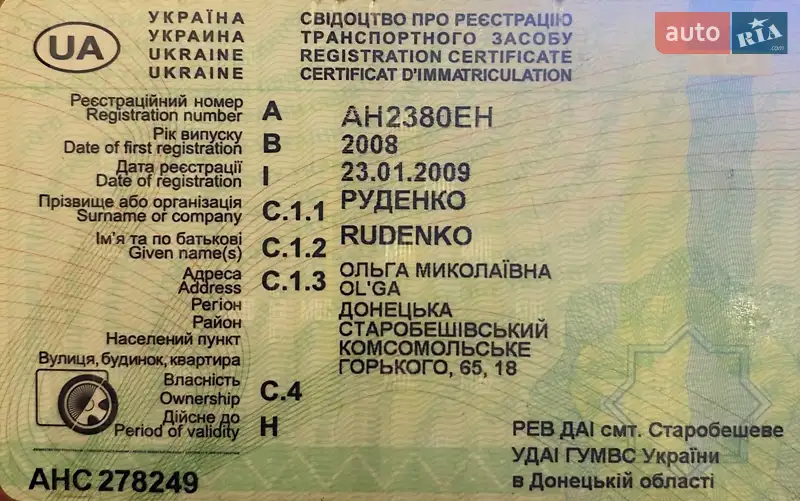 auto RIA.com
UA
УКРАЇНА
УКРАИНА
UKRAINE
UKRAINE
СВІДОЦТВО ПРО РЕЄСТРАЦІЮ
ТРАНСПОРТНОГО ЗАСОБУ
REGISTRATION CERTIFICATE
CERTIFICAT D'IMMATRICULATION
Реєстраційний номер
Registration number A AH2380EH
Рік випуску
Date of first registration B 2008
Дата реєстрації
Date of registration I 23.01.2009
Прізвище або організація
Surname or company C.1.1 РУДЕНКО
RUDENKO
Ім'я та по батькові
Given name(s) C.1.2 ОЛЬГА МИКОЛАЇВНА
OL'GA
Адреса
Address C.1.3
Регіон ДОНЕЦЬКА
Район СТАРОБЕШІВСЬКИЙ
Населений пункт КОМСОМОЛЬСЬКЕ
Вулиця, будинок, квартира ГОРЬКОГО, 65, 18
Власність
Ownership C.4
Дійсне до
Period of validity H
РЕВ ДАІ смт. Старобешеве
УДАІ ГУМВС України
в Донецькій області
АНС 278249